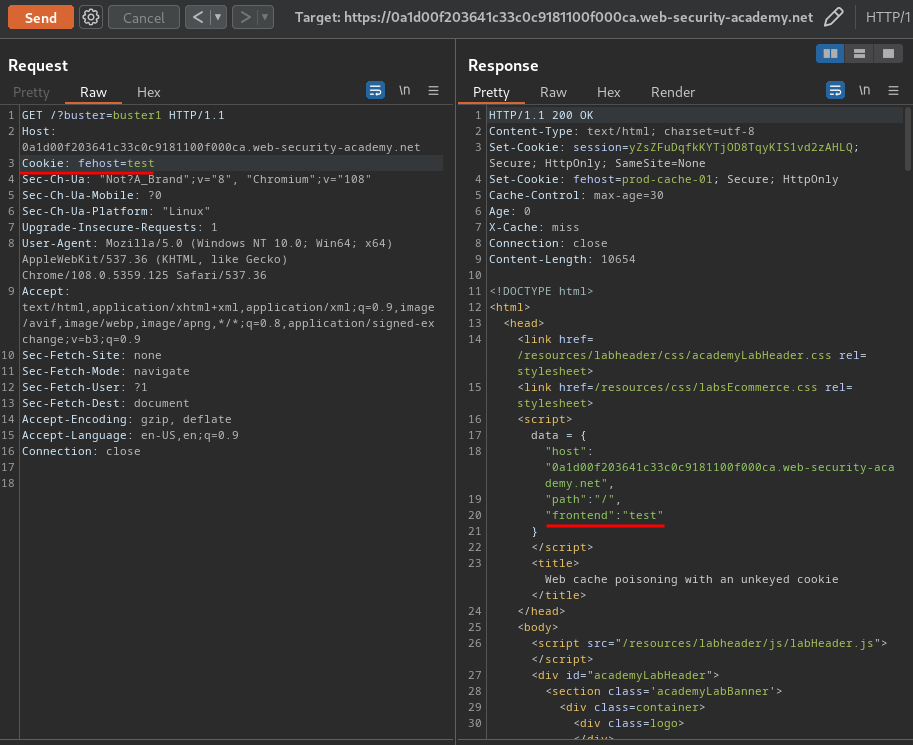 Send Cancel < > Target: https://0a1d00f203641c33c0c9181100f000ca.web-security-academy.net HTTP/1
Request
Pretty Raw Hex \n
1 GET /?buster=buster1 HTTP/1.1
2 Host:
0a1d00f203641c33c0c9181100f000ca.web-security-academy.net
3 Cookie: fehost=test
4 Sec-Ch-Ua: "Not?A_Brand";v="8", "Chromium";v="108"
5 Sec-Ch-Ua-Mobile: ?0
6 Sec-Ch-Ua-Platform: "Linux"
7 Upgrade-Insecure-Requests: 1
8 User-Agent: Mozilla/5.0 (Windows NT 10.0; Win64; x64)
AppleWebKit/537.36 (KHTML, like Gecko)
Chrome/108.0.5359.125 Safari/537.36
9 Accept:
text/html,application/xhtml+xml,application/xml;q=0.9,image
/avif,image/webp,image/apng,*/*;q=0.8,application/signed-ex
change;v=b3;q=0.9
10 Sec-Fetch-Site: none
11 Sec-Fetch-Mode: navigate
12 Sec-Fetch-User: ?1
13 Sec-Fetch-Dest: document
14 Accept-Encoding: gzip, deflate
15 Accept-Language: en-US,en;q=0.9
16 Connection: close
17
18
Response
Pretty Raw Hex Render \n
1 HTTP/1.1 200 OK
2 Content-Type: text/html; charset=utf-8
3 Set-Cookie: session=yZsZFuDqfkKYTjOD8TqyKIS1vd2zAHLQ;
Secure; HttpOnly; SameSite=None
4 Set-Cookie: fehost=prod-cache-01; Secure; HttpOnly
5 Cache-Control: max-age=30
6 Age: 0
7 X-Cache: miss
8 Connection: close
9 Content-Length: 10654
10
11 <!DOCTYPE html>
12 <html>
13 <head>
14 <link href=
/resources/labheader/css/academyLabHeader.css rel=
stylesheet>
15 <link href=/resources/css/labsEcommerce.css rel=
stylesheet>
16 <script>
17 data = {
18 "host":
"0a1d00f203641c33c0c9181100f000ca.web-security-aca
demy.net",
19 "path":"/",
20 "frontend":"test"
21 }
22 </script>
23 <title>
Web cache poisoning with an unkeyed cookie
</title>
24 </head>
25 <body>
26 <script src="/resources/labheader/js/labHeader.js">
</script>
27 <div id="academyLabHeader">
28 <section class='academyLabBanner'>
29 <div class=container>
30 <div class=logo>
</div>